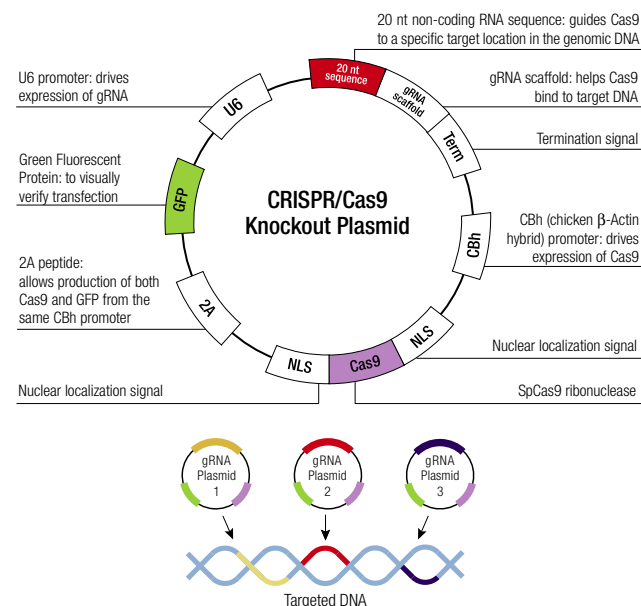 20 nt non-coding RNA sequence: guides Cas9
to a specific target location in the genomic DNA
U6 promoter: drives
expression of gRNA
gRNA scaffold: helps Cas9
bind to target DNA
Termination signal
Green Fluorescent
Protein: to visually
verify transfection
CBh (chicken β-Actin
hybrid) promoter: drives
expression of Cas9
2A peptide:
allows production of both
Cas9 and GFP from the
same CBh promoter
Nuclear localization signal
Nuclear localization signal
SpCas9 ribonuclease
20 nt
sequence
gRNA
scaffold
Term
CBh
NLS
Cas9
NLS
2A
GFP
U6
CRISPR/Cas9
Knockout Plasmid
gRNA
Plasmid
1
gRNA
Plasmid
2
gRNA
Plasmid
3
Targeted DNA